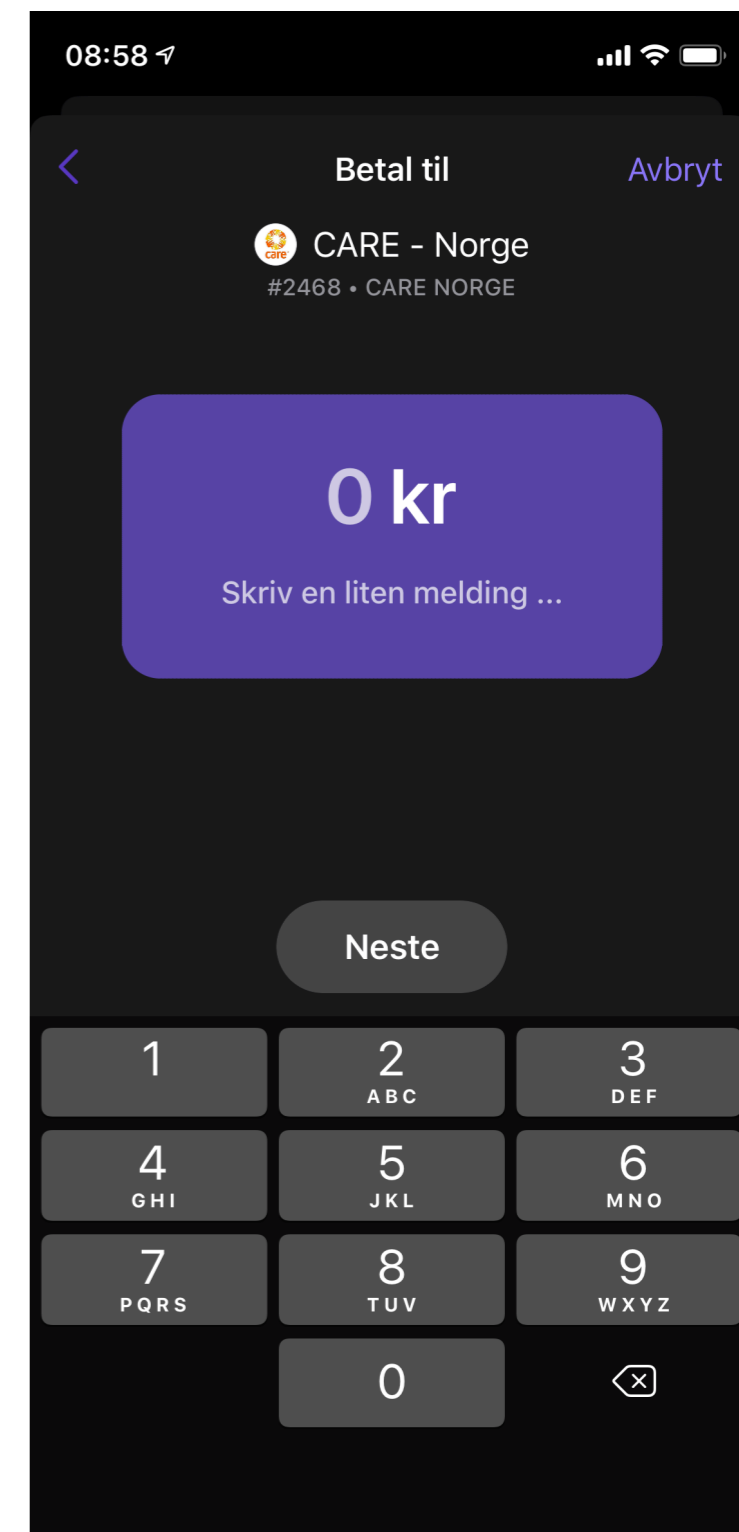 08:58
Betal til
Avbryt
care
CARE - Norge
#2468 • CARE NORGE
0 kr
Skriv en liten melding ...
Neste
1
2
ABC
3
DEF
4
GHI
5
JKL
6
MNO
7
PQRS
8
TUV
9
WXYZ
0